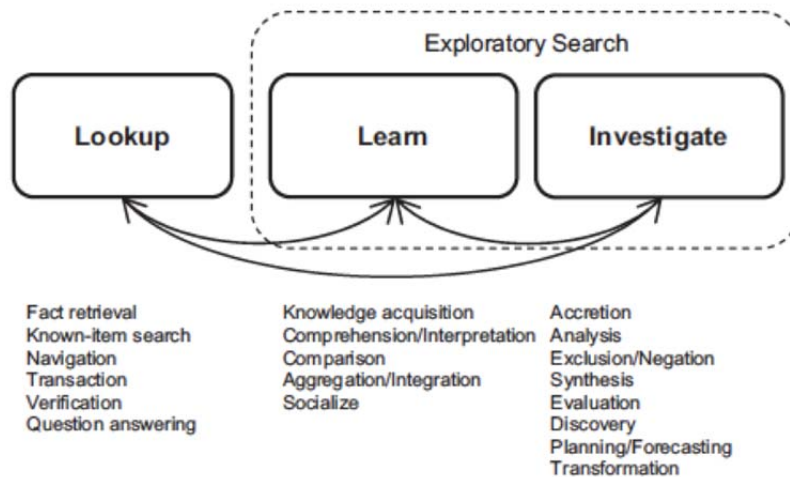 Exploratory Search
Lookup
Learn
Investigate
Fact retrieval
Known-item search
Navigation
Transaction
Verification
Question answering
Knowledge acquisition
Comprehension/Interpretation
Comparison
Aggregation/Integration
Socialize
Accretion
Analysis
Exclusion/Negation
Synthesis
Evaluation
Discovery
Planning/Forecasting
Transformation